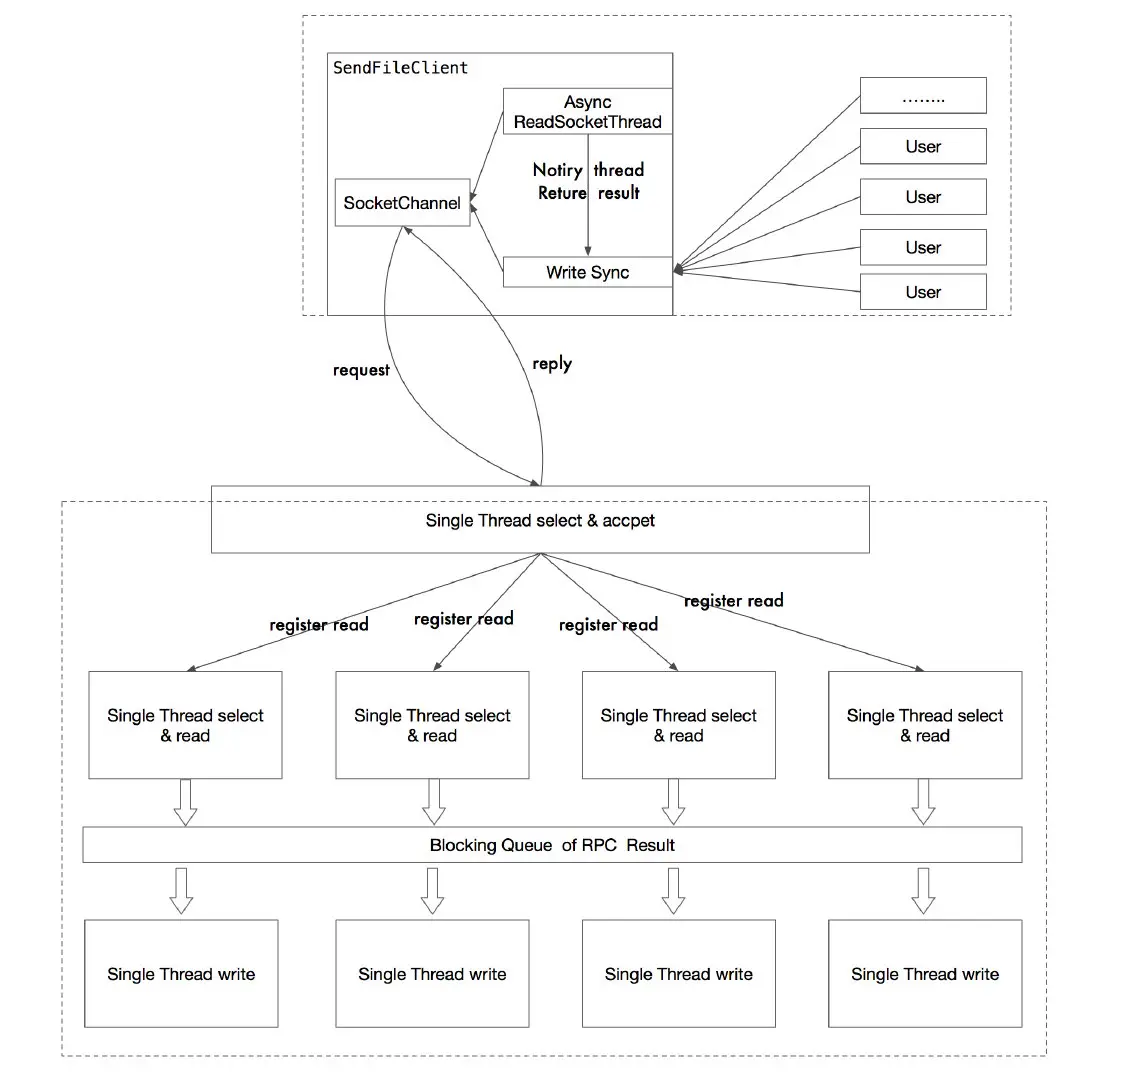 SendFileClient
Async
ReadSocketThread
........
User
Notiry thread
Reture result
User
SocketChannel
User
Write Sync
User
request
reply
Single Thread select & accpet
register read
register read
register read
register read
Single Thread select
& read
Single Thread select
& read
Single Thread select
& read
Single Thread select
& read
Blocking Queue of RPC Result
Single Thread write
Single Thread write
Single Thread write
Single Thread write